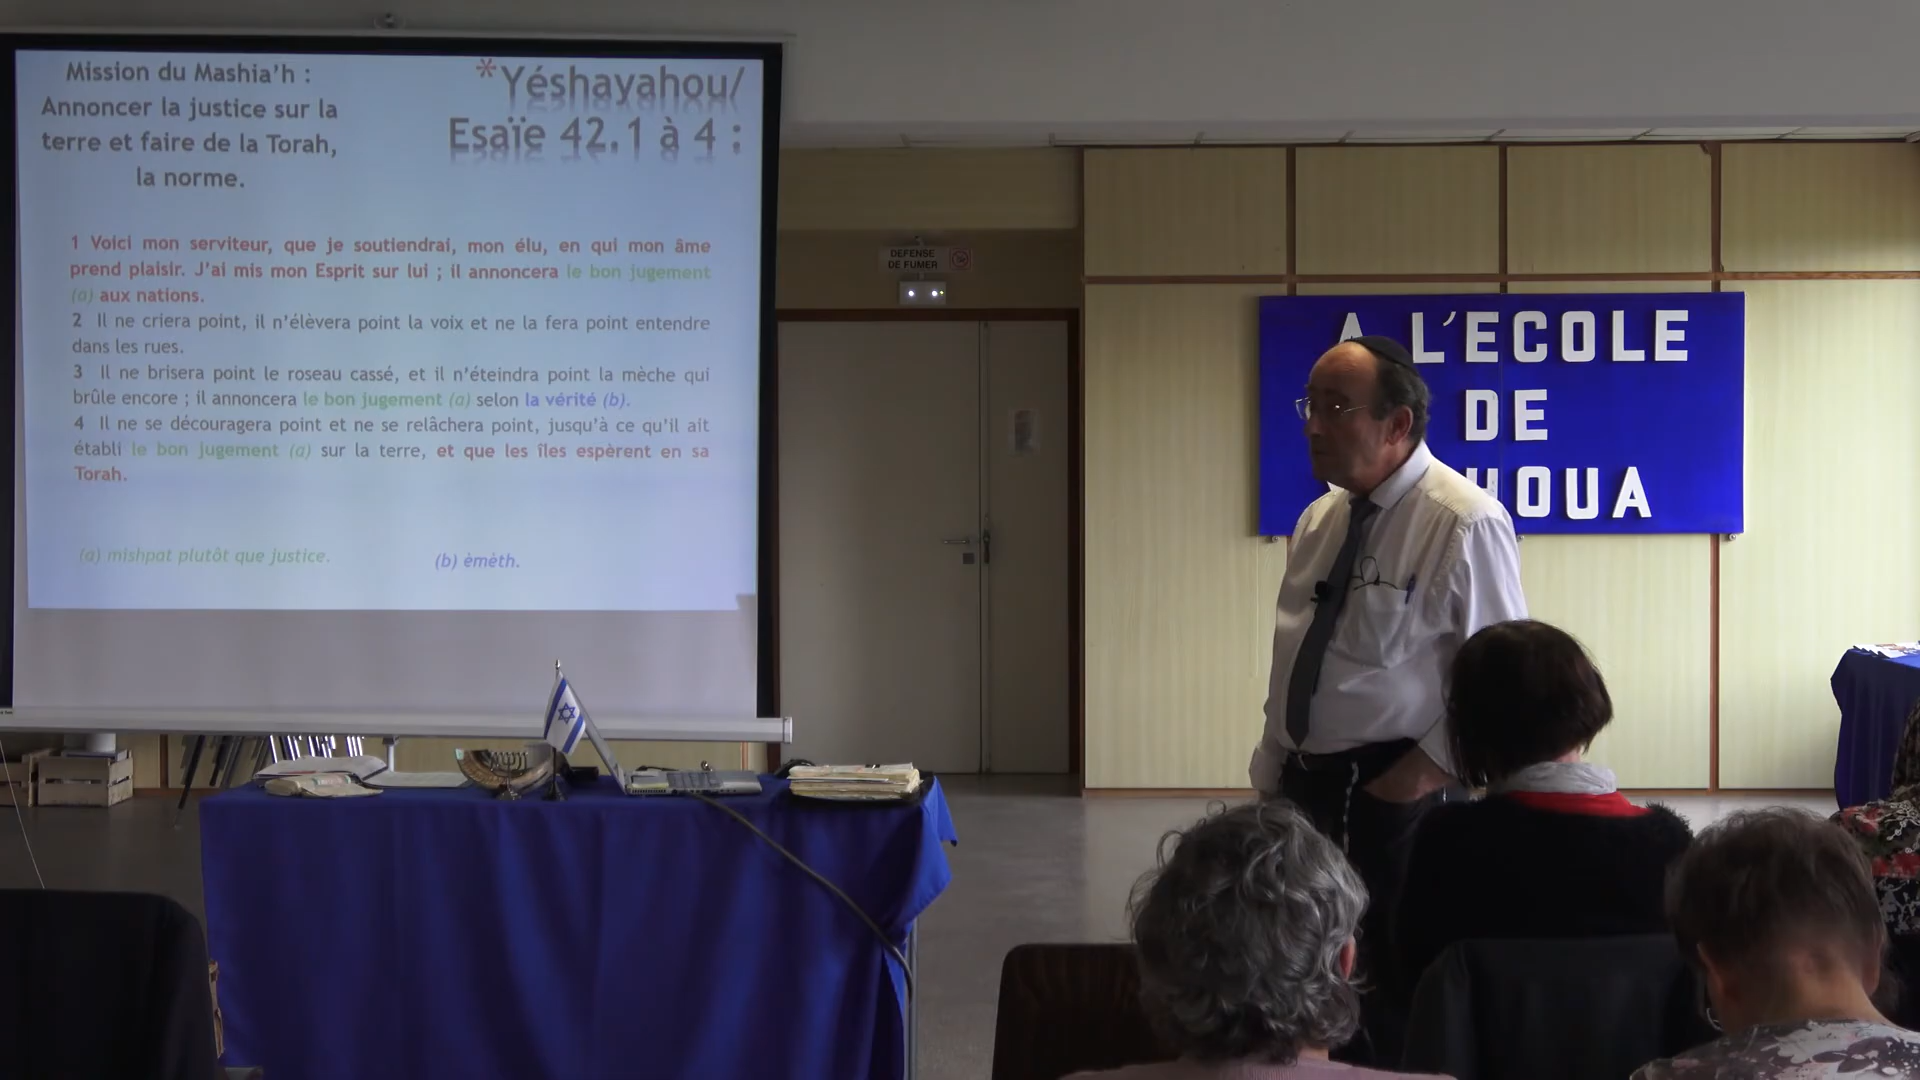 Mission du Mashia'h :
Annoncer la justice sur la
terre et faire de la Torah,
la norme.
*Yéshayahou/
Esaïe 42.1 à 4 :
1 Voici mon serviteur, que je soutiendrai, mon élu, en qui mon âme
prend plaisir. J'ai mis mon Esprit sur lui ; il annoncera le bon jugement
(a) aux nations.
2 Il ne criera point, il n'élèvera point la voix et ne la fera point entendre
dans les rues.
3 Il ne brisera point le roseau cassé, et il n'éteindra point la mèche qui
brûle encore ; il annoncera le bon jugement (a) selon la vérité (b).
4 Il ne se découragera point et ne se relâchera point, jusqu'à ce qu'il ait
établi le bon jugement (a) sur la terre, et que les îles espèrent en sa
Torah.
(a) mishpat plutôt que justice.
(b) èmèth.
DEFENSE
DE FUMER
A L'ECOLE
DE
HOUA